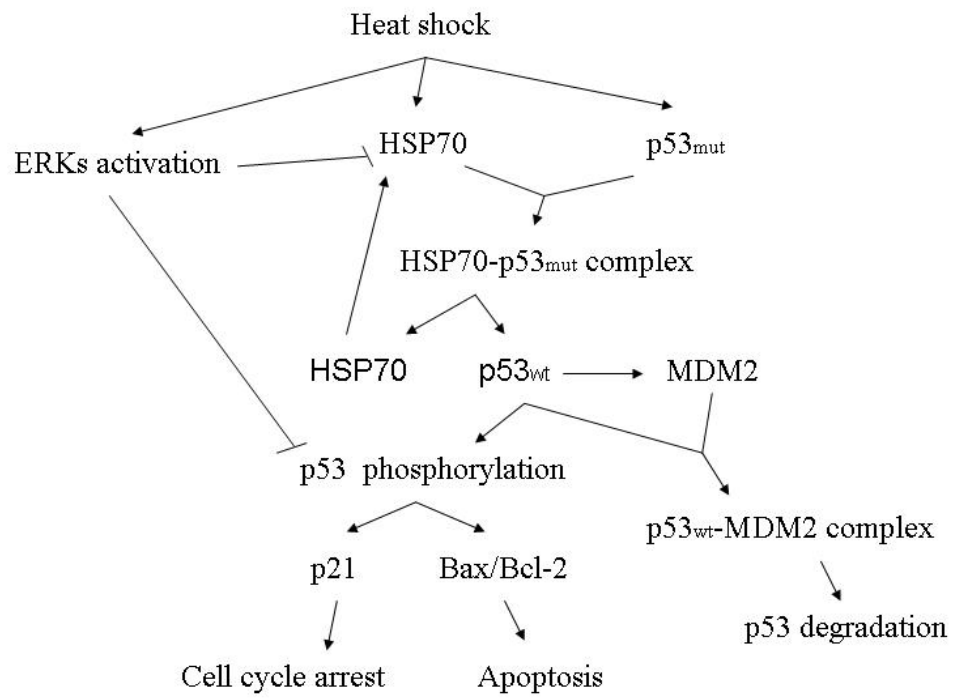 Heat shock
HSP70
p53mut
ERKs activation
HSP70-p53mut complex
HSP70
p53wt
MDM2
p53 phosphorylation
p53wt-MDM2 complex
p21
Bax/Bcl-2
p53 degradation
Cell cycle arrest
Apoptosis